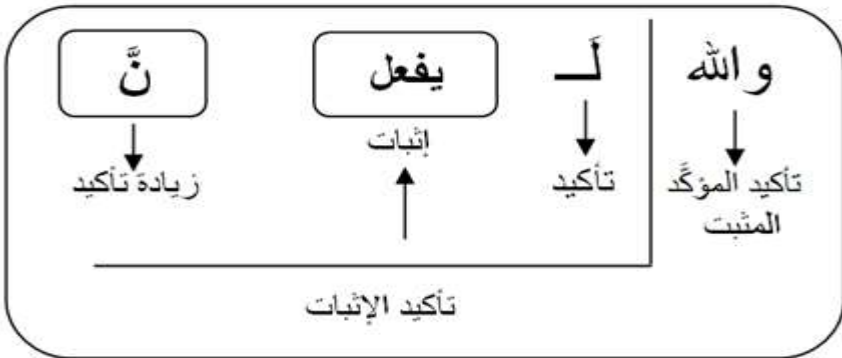 والله لَـ يفعل نَّ
إثبات
تأكيد المؤكَّد تأكيد زيادة تأكيد
المثبت
تأكيد الإثبات